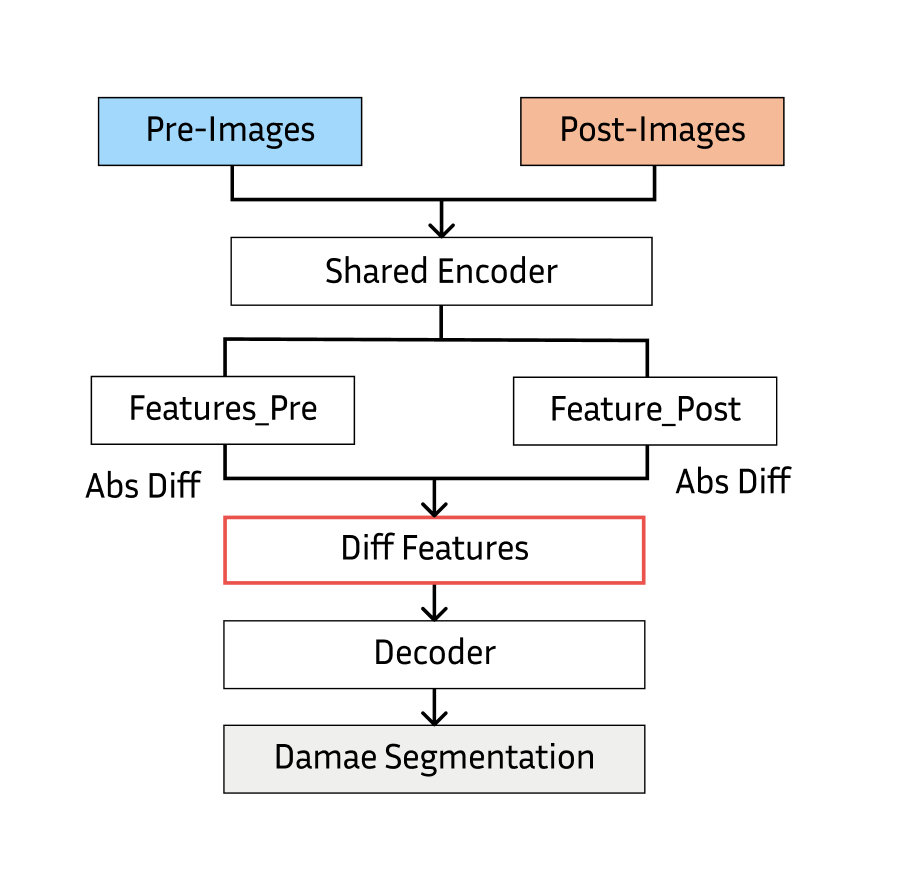 Pre-Images
Post-Images
Shared Encoder
Features_Pre
Feature_Post
Abs Diff
Abs Diff
Diff Features
Decoder
Damae Segmentation